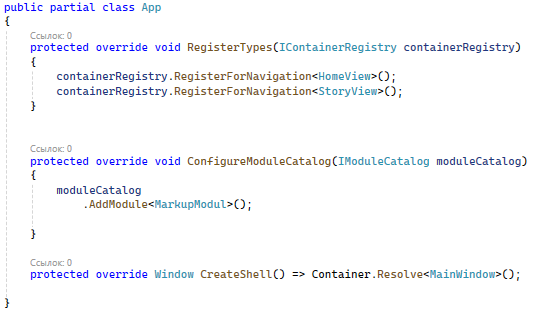 public partial class App
{
Ссылок: 0
protected override void RegisterTypes(IContainerRegistry containerRegistry)
{
containerRegistry.RegisterForNavigation<HomeView>();
containerRegistry.RegisterForNavigation<StoryView>();
}
Ссылок: 0
protected override void ConfigureModuleCatalog(IModuleCatalog moduleCatalog)
{
moduleCatalog
.AddModule<MarkupModul>();
}
Ссылок: 0
protected override Window CreateShell() => Container.Resolve<MainWindow>();
}